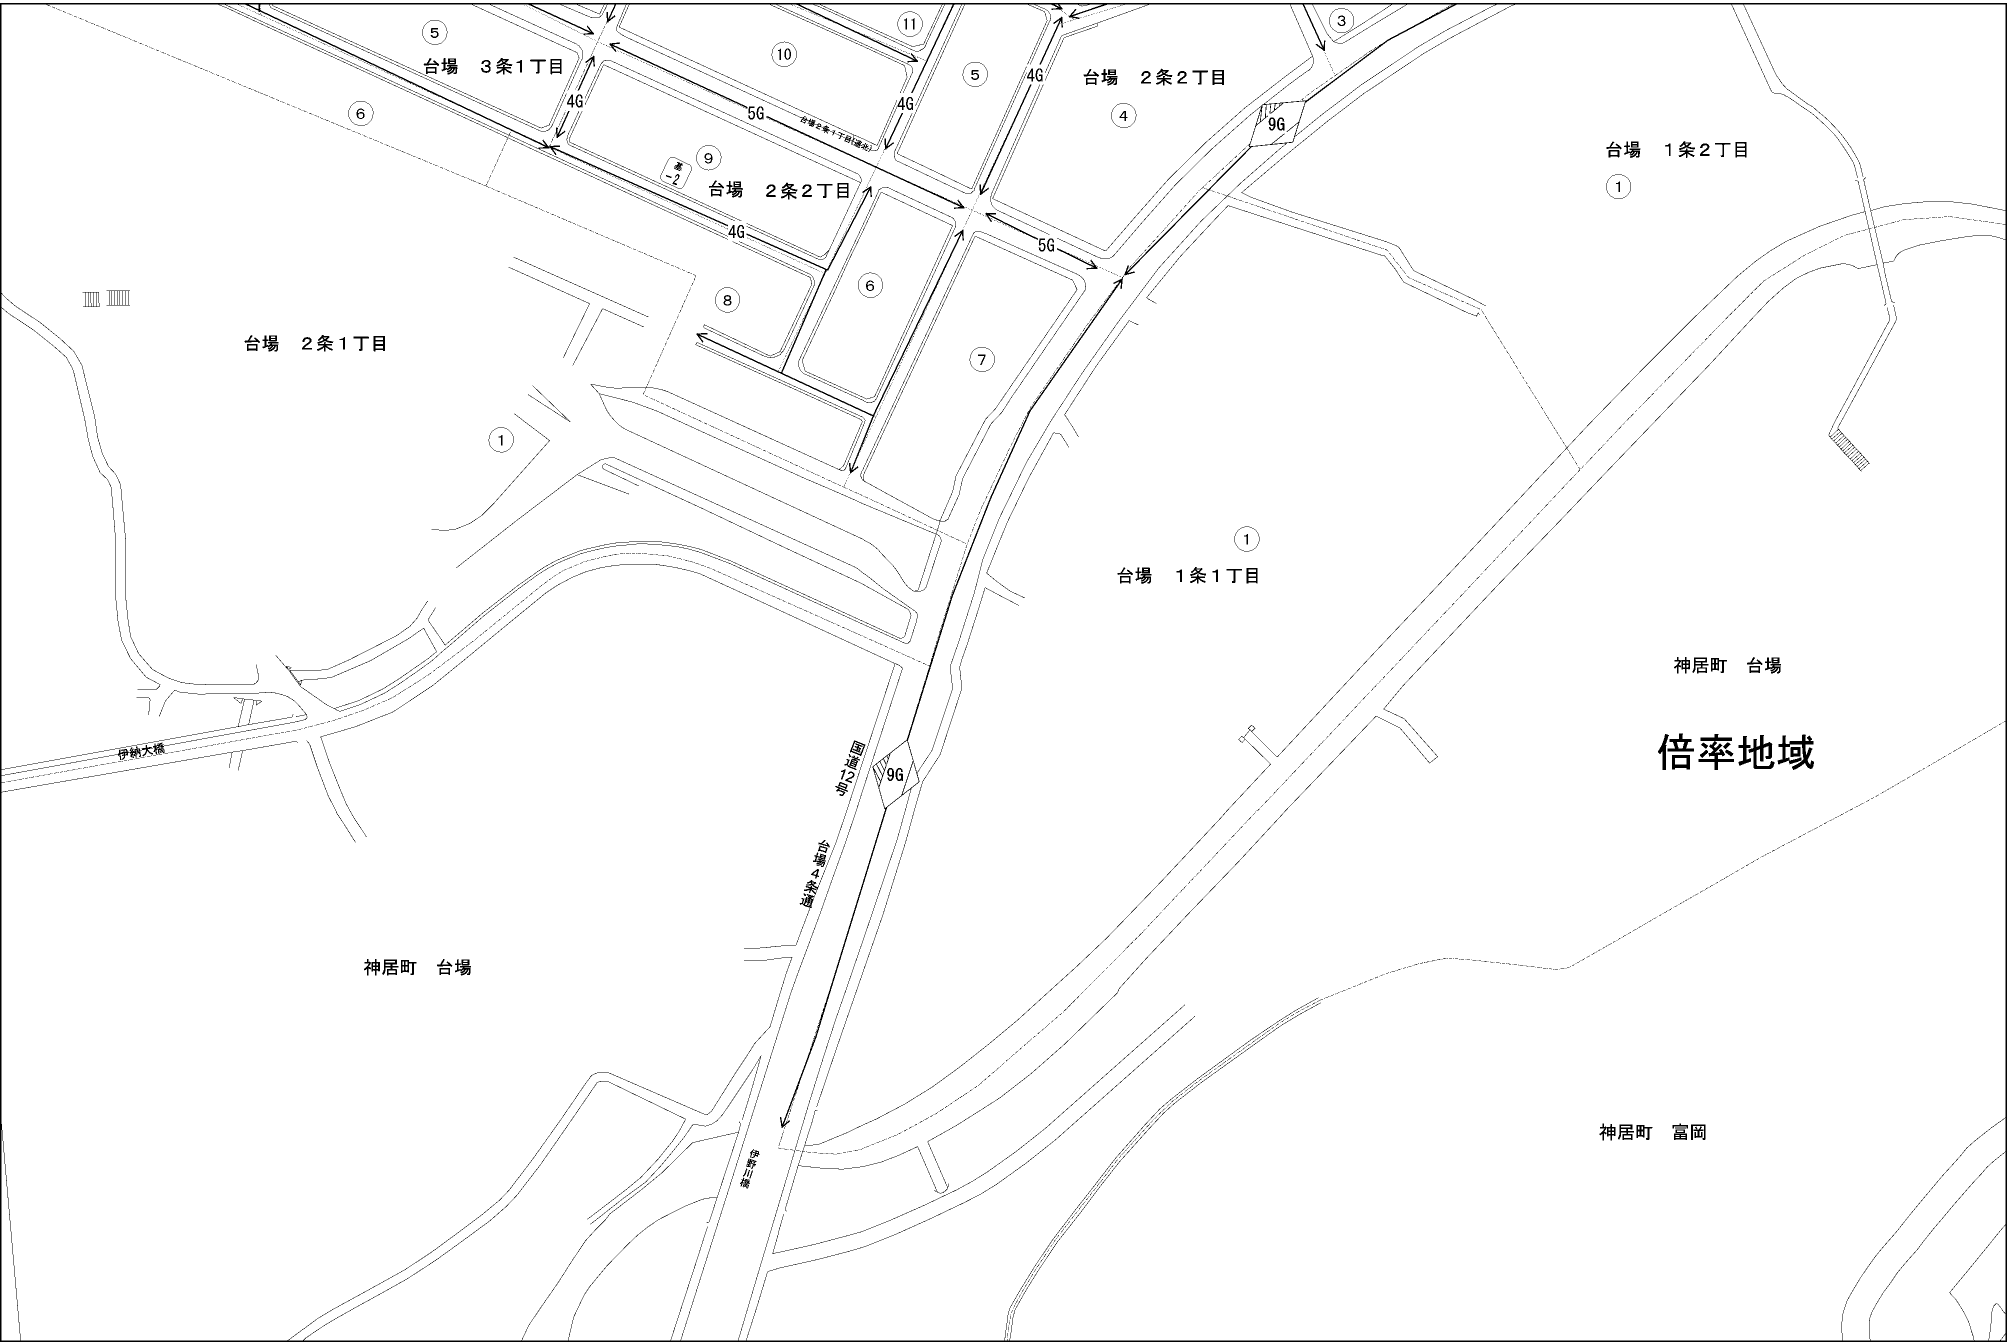 ⑤
台場　３条１丁目
⑩
⑪
⑤
台場　２条２丁目
④
③
⑥
4G
5G
4G
4G
台場２条１丁目(通北)
9G
台場　１条２丁目
①
⑨
基
-2
台場　２条２丁目
4G
5G
⑧
⑥
⑦
台場　２条１丁目
①
①
台場　１条１丁目
神居町　台場
倍率地域
伊納大橋
国道12号
9G
台場4条通
神居町　台場
神居町　富岡
伊野川橋